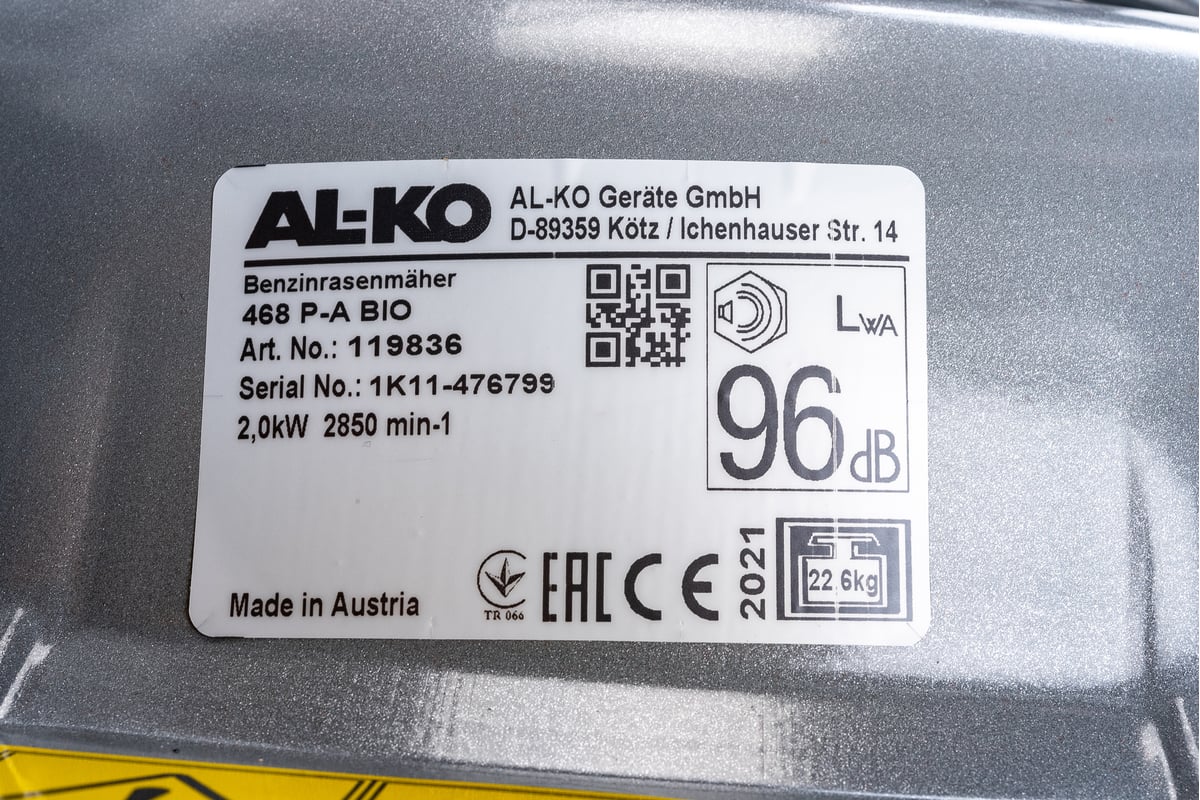 AL-KO
AL-KO Geräte GmbH
D-89359 Kötz / Ichenhauser Str. 14
Benzinrasenmäher
468 P-A BIO
Art. No.: 119836
Serial No.: 1K11-476799
2,0kW 2850 min-1
LWA
96 dB
Made in Austria
TR 066
EAC
CE
2021
22.6kg